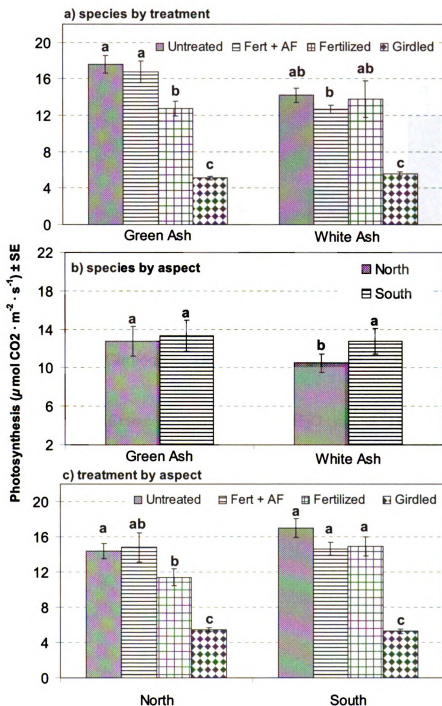 a) species by treatment
Untreated Fert + AF Fertilized Girdled
20
16
12
8
4
0
a a b c ab b ab c
Green Ash White Ash
b) species by aspect
North
South
22
18
14
10
6
2
a a b a
Green Ash White Ash
c) treatment by aspect
Untreated Fert + AF Fertilized Girdled
20
16
12
8
4
0
a ab b c a a a c
North South
Photosynthesis (µ mol CO2 · m⁻² · s⁻¹) ± SE